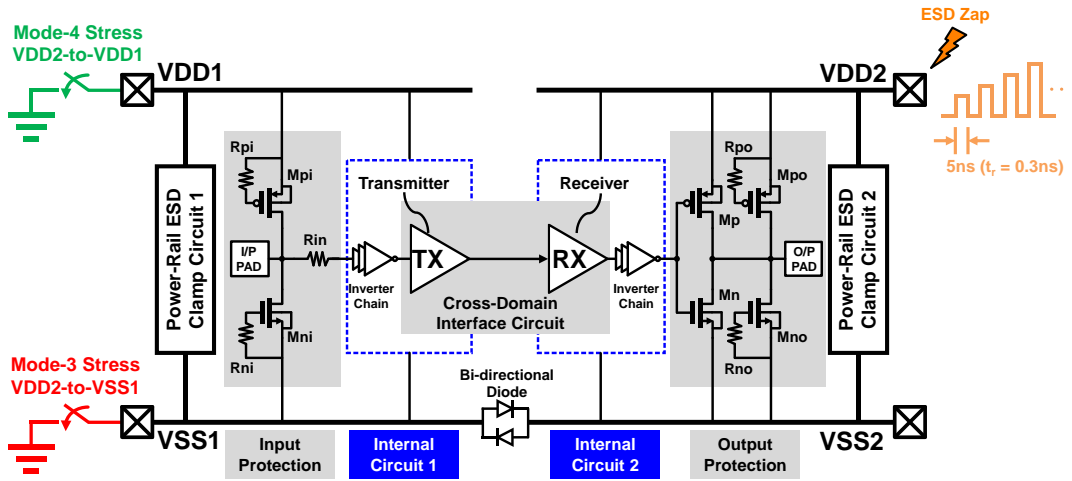 Mode-4 Stress
VDD2-to-VDD1
VDD1
VDD2
ESD Zap
5ns (tr = 0.3ns)
Power-Rail ESD
Clamp Circuit 1
Rpi
Mpi
I/P
PAD
Rin
Mni
Rni
Transmitter
Receiver
Inverter
Chain
TX
RX
Inverter
Chain
Cross-Domain
Interface Circuit
Rpo
Mpo
Mp
O/P
PAD
Mn
Mno
Rno
Power-Rail ESD
Clamp Circuit 2
Mode-3 Stress
VDD2-to-VSS1
Bi-directional
Diode
VSS1
VSS2
Input
Protection
Internal
Circuit 1
Internal
Circuit 2
Output
Protection